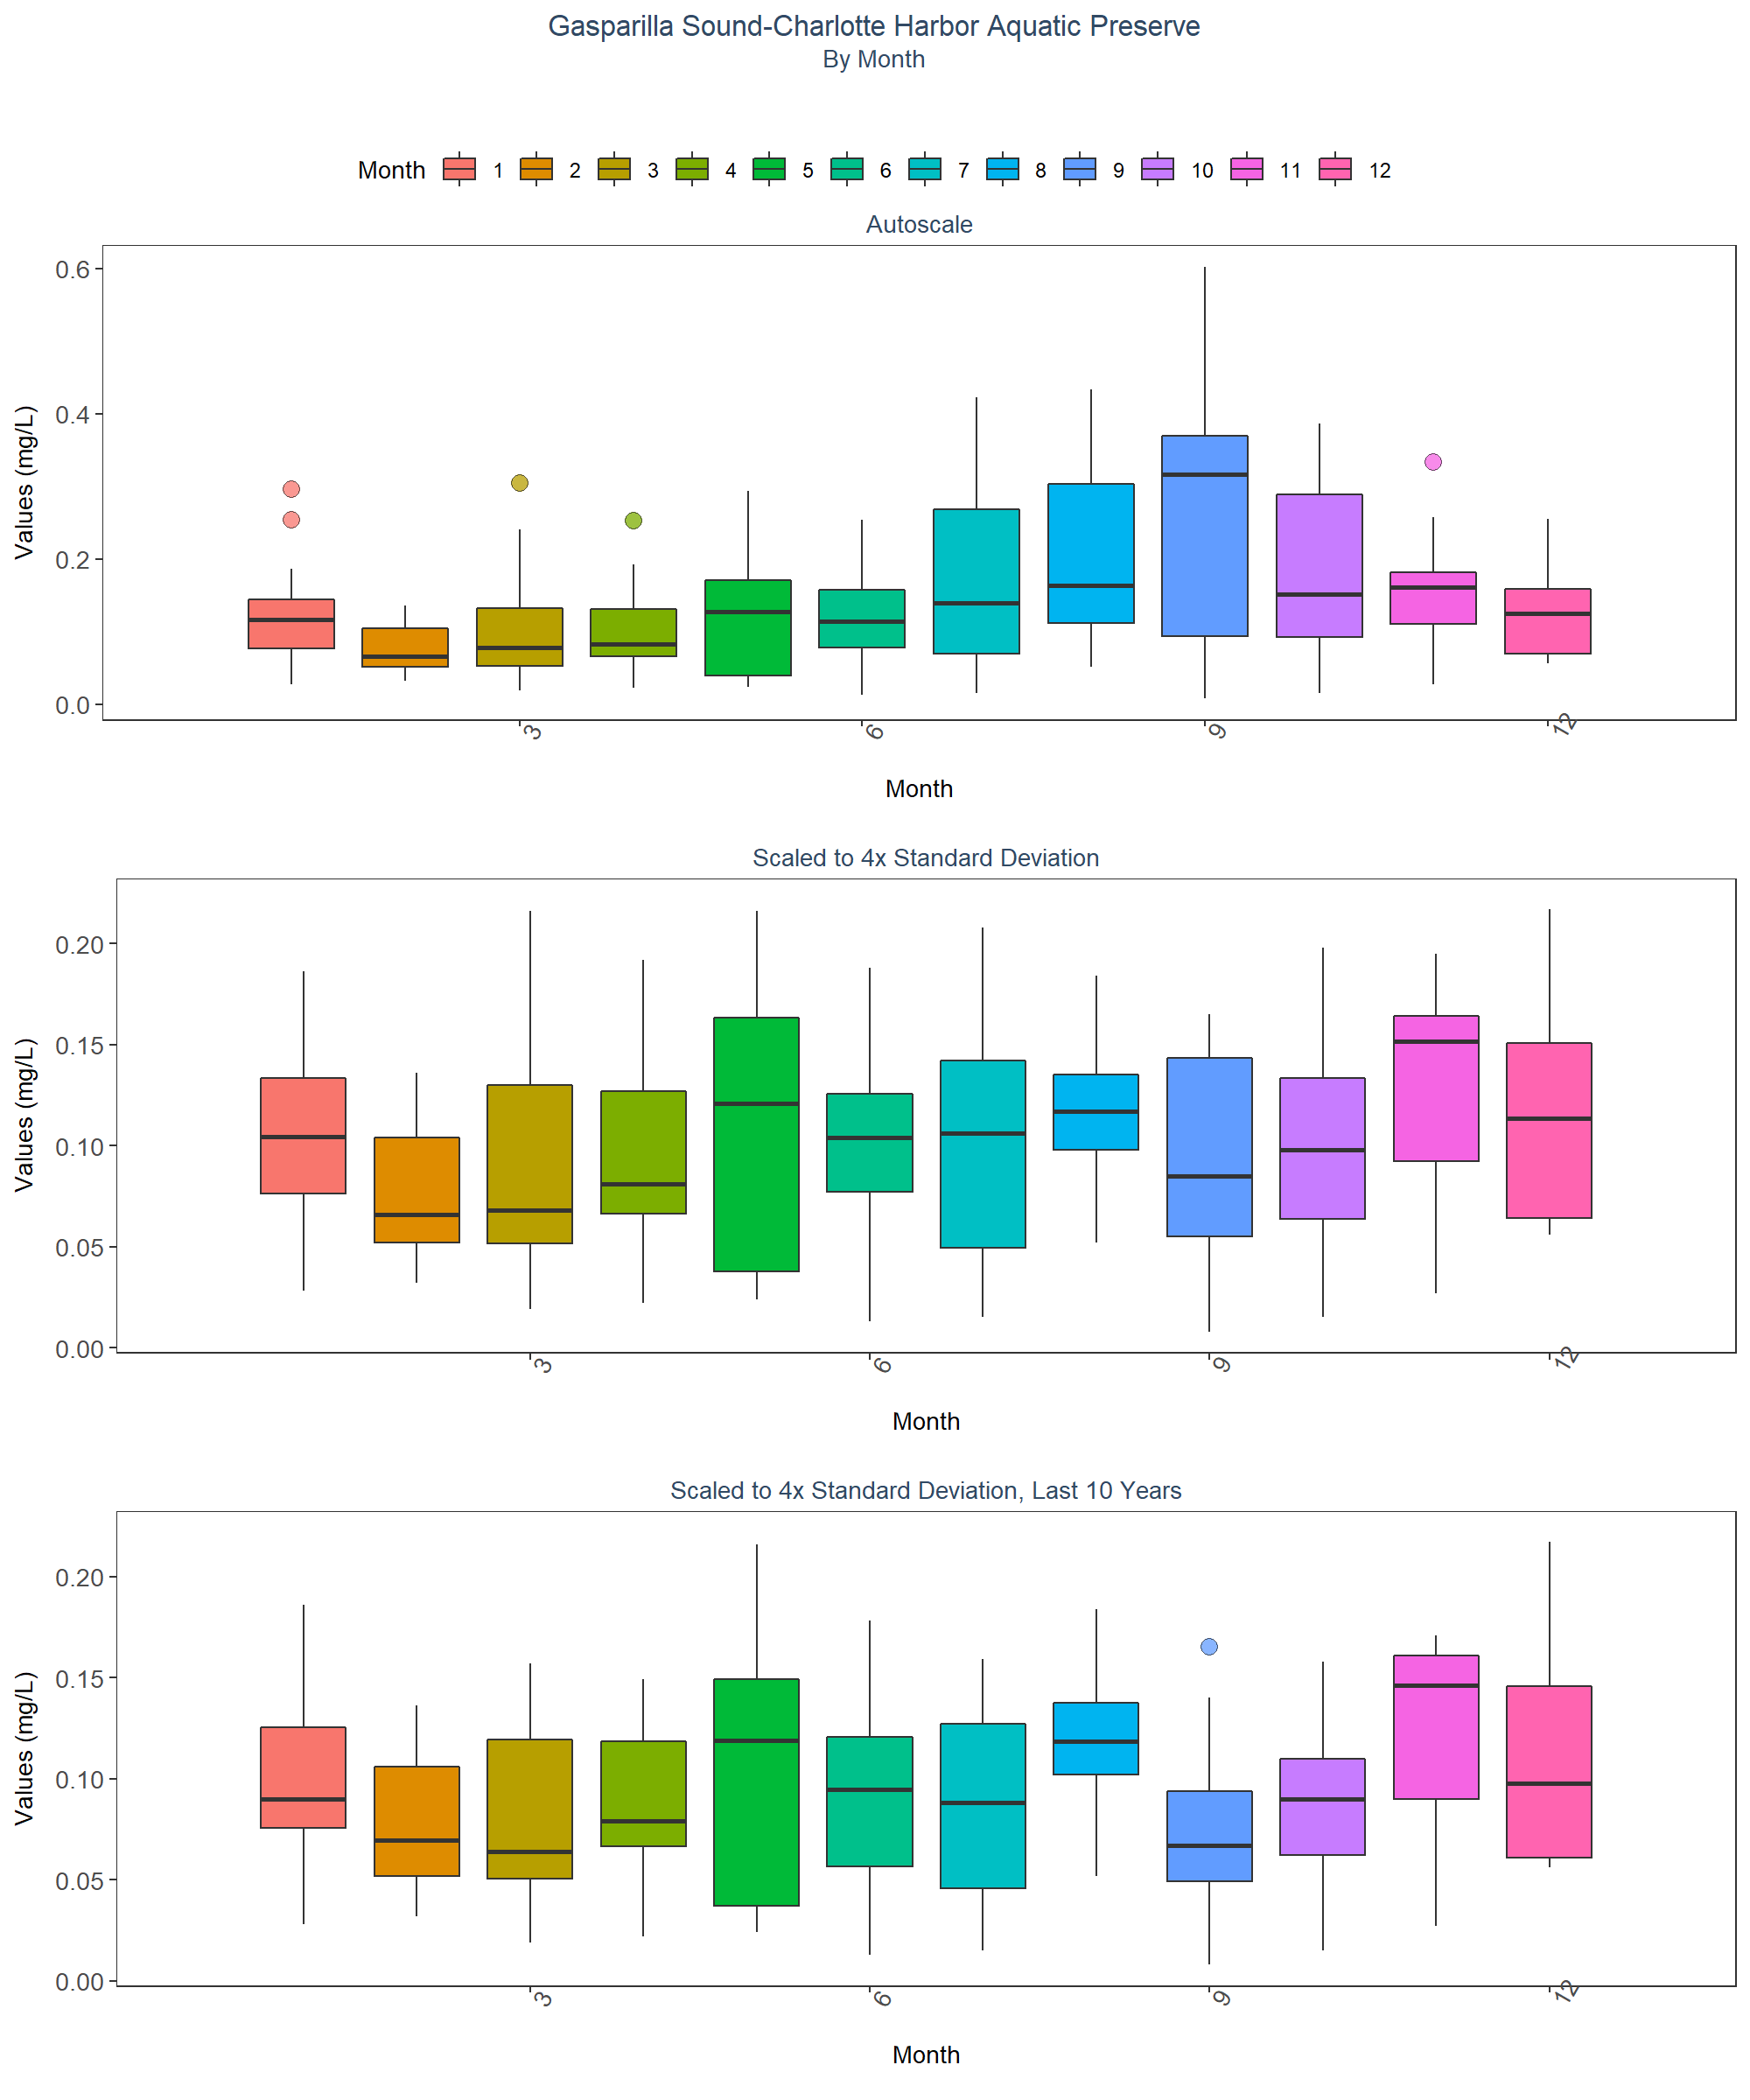 Gasparilla Sound-Charlotte Harbor Aquatic Preserve
By Month
Month 1 2 3 4 5 6 7 8 9 10 11 12
Autoscale
Values (mg/L)
0.6
0.4
0.2
0.0
3 6 9 12
Month
Scaled to 4x Standard Deviation
Values (mg/L)
0.20
0.15
0.10
0.05
0.00
3 6 9 12
Month
Scaled to 4x Standard Deviation, Last 10 Years
Values (mg/L)
0.20
0.15
0.10
0.05
0.00
3 6 9 12
Month